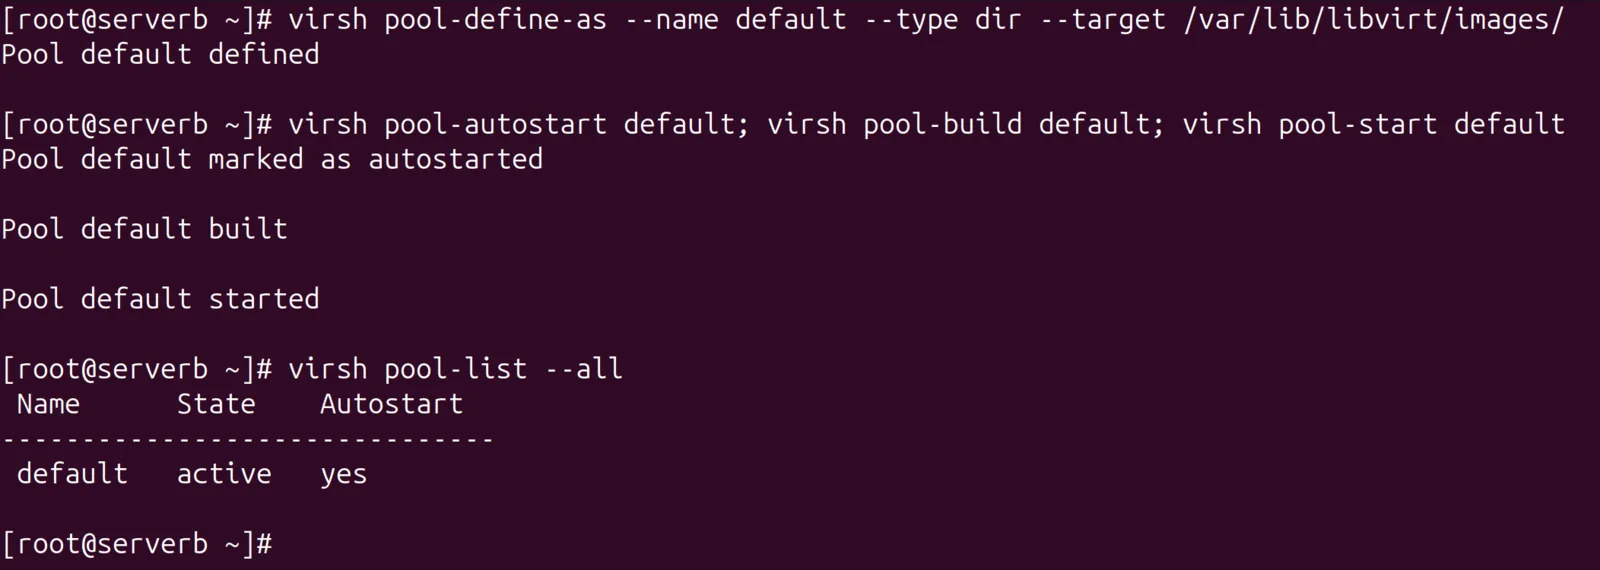 [root@serverb ~]# virsh pool-define-as --name default --type dir --target /var/lib/libvirt/images/
Pool default defined
[root@serverb ~]# virsh pool-autostart default; virsh pool-build default; virsh pool-start default
Pool default marked as autostarted
Pool default built
Pool default started
[root@serverb ~]# virsh pool-list --all
Name State Autostart
-------------------------------
default active yes
[root@serverb ~]#